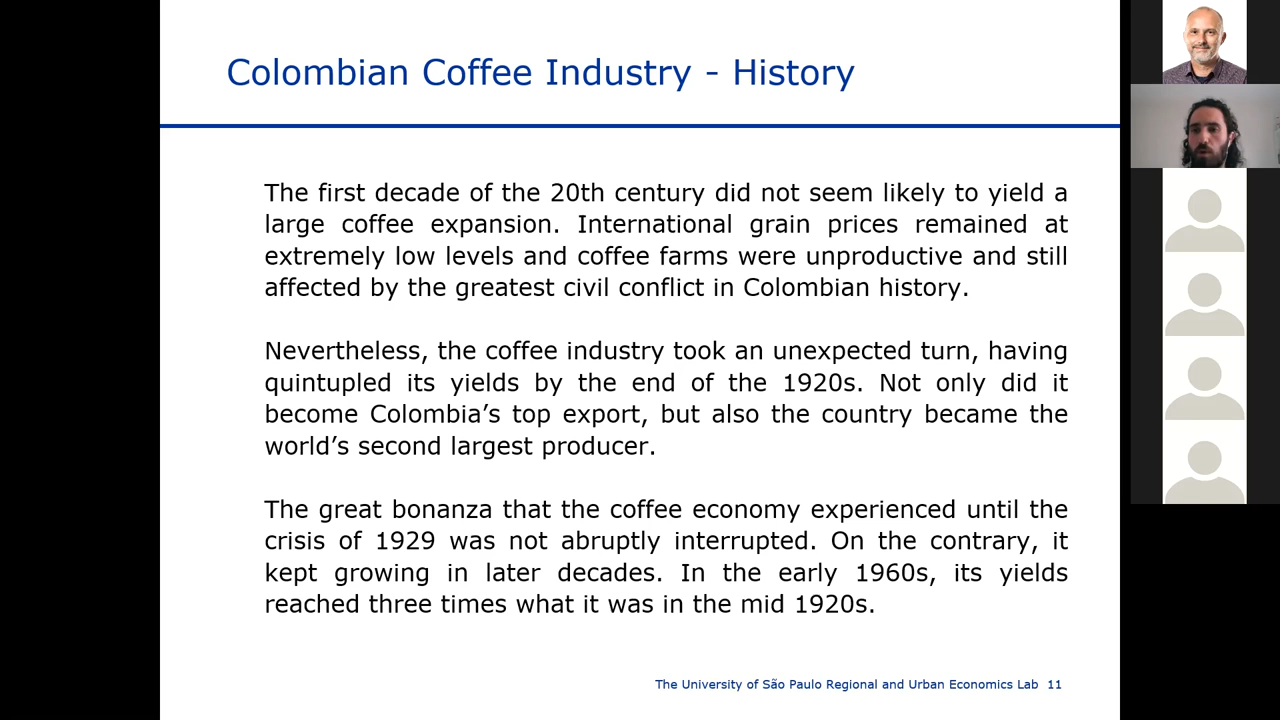 Colombian Coffee Industry - History
The first decade of the 20th century did not seem likely to yield a
large coffee expansion. International grain prices remained at
extremely low levels and coffee farms were unproductive and still
affected by the greatest civil conflict in Colombian history.
Nevertheless, the coffee industry took an unexpected turn, having
quintupled its yields by the end of the 1920s. Not only did it
become Colombia’s top export, but also the country became the
world’s second largest producer.
The great bonanza that the coffee economy experienced until the
crisis of 1929 was not abruptly interrupted. On the contrary, it
kept growing in later decades. In the early 1960s, its yields
reached three times what it was in the mid 1920s.
The University of São Paulo Regional and Urban Economics Lab 11